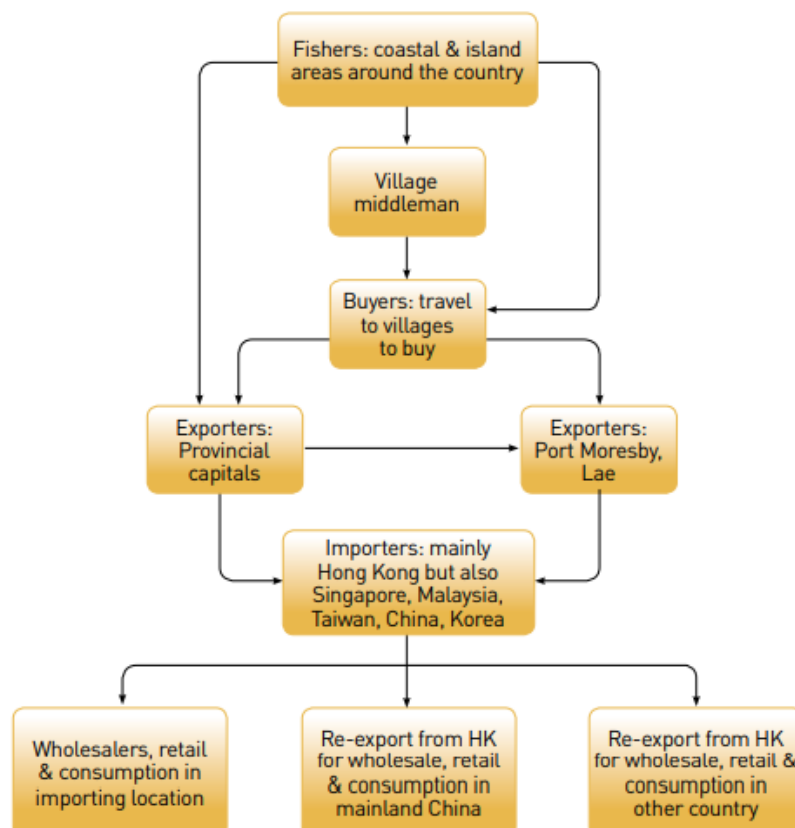 Fishers: coastal & island
areas around the country
Village
middleman
Buyers: travel
to villages
to buy
Exporters:
Provincial
capitals
Exporters:
Port Moresby,
Lae
Importers: mainly
Hong Kong but also
Singapore, Malaysia,
Taiwan, China, Korea
Wholesalers, retail
& consumption in
importing location
Re-export from HK
for wholesale, retail
& consumption in
mainland China
Re-export from HK
for wholesale, retail &
consumption in
other country